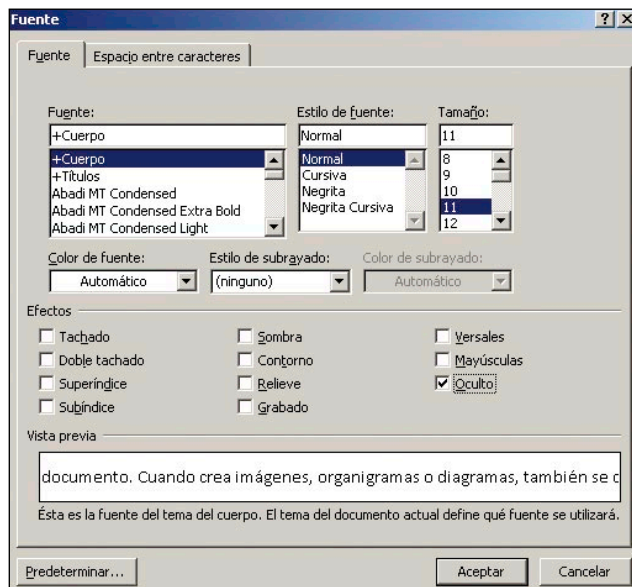 Fuente
Fuente Espacio entre caracteres
Fuente: Estilo de fuente: Tamaño:
+Cuerpo Normal 11
+Cuerpo Normal 8
+Títulos Cursiva 9
Abadi MT Condensed Negrita 10
Abadi MT Condensed Extra Bold Negrita Cursiva 11
Abadi MT Condensed Light 12
Color de fuente: Estilo de subrayado: Color de subrayado:
Automático (ninguno) Automático
Efectos
Tachado Sombra Versales
Doble tachado Contorno Mayúsculas
Superíndice Relieve Oculto
Subíndice Grabado
Vista previa
documento. Cuando crea imágenes, organigramas o diagramas, también se c
Ésta es la fuente del tema del cuerpo. El tema del documento actual define qué fuente se utilizará.
Predeterminar... Aceptar Cancelar